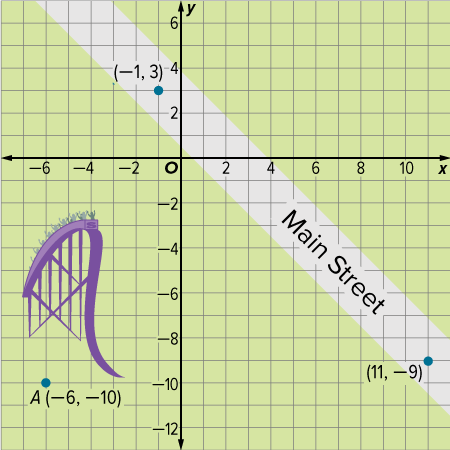 y
6
4
(−1, 3)
2
−6 −4 −2 O 2 4 6 8 10 x
−2
Main Street
−4
−6
−8
(11, −9)
−10
A (−6, −10)
−12